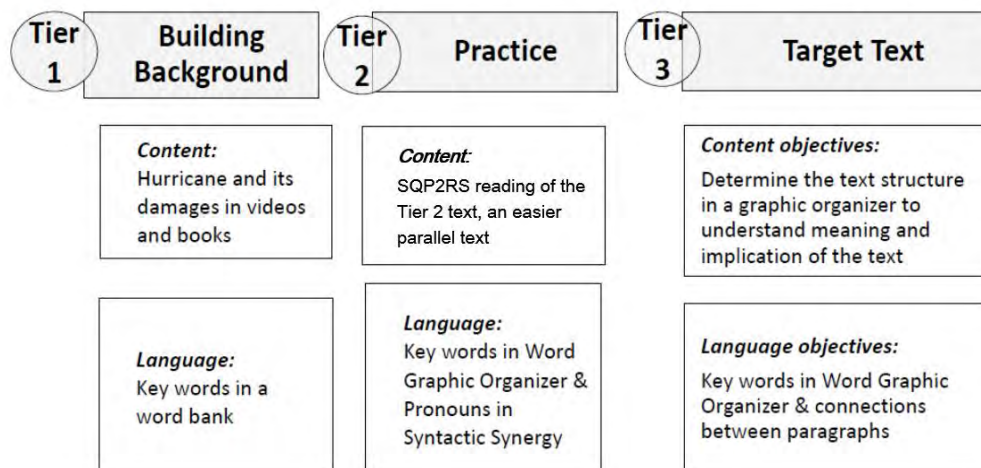 Tier
1
Building
Background
Tier
2
Practice
Tier
3
Target Text
Content:
Hurricane and its
damages in videos
and books
Content:
SQP2RS reading of the
Tier 2 text, an easier
parallel text
Content objectives:
Determine the text structure
in a graphic organizer to
understand meaning and
implication of the text
Language:
Key words in a
word bank
Language:
Key words in Word
Graphic Organizer &
Pronouns in
Syntactic Synergy
Language objectives:
Key words in Word Graphic
Organizer & connections
between paragraphs